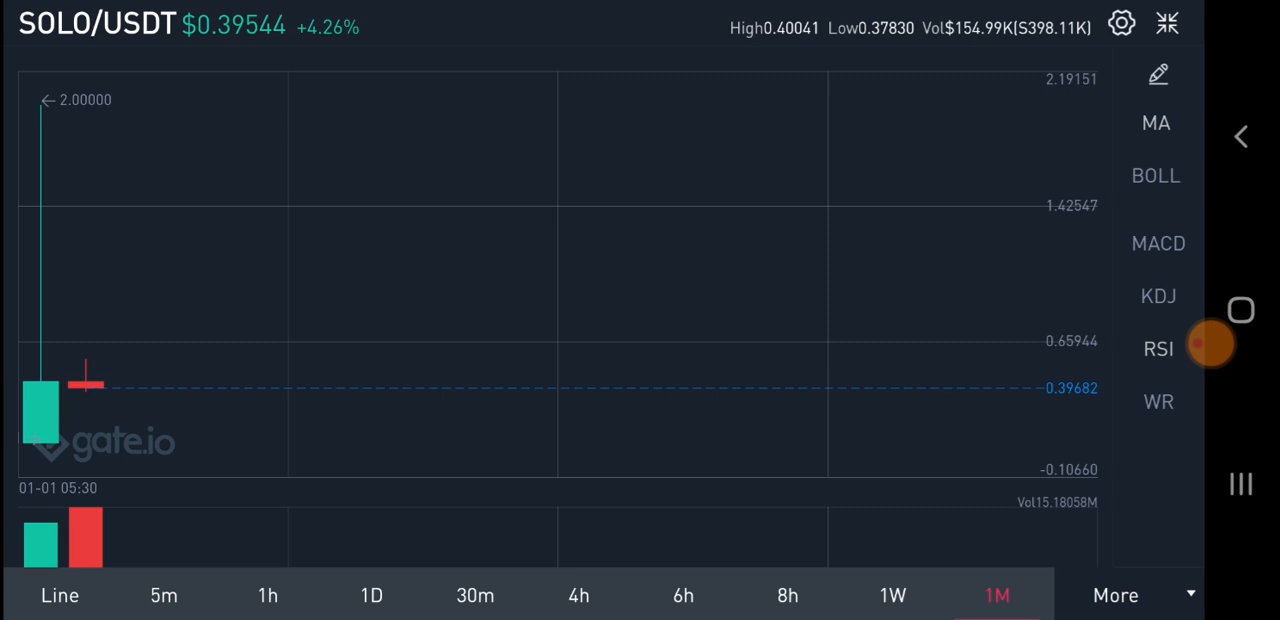 SOLO/USDT $0.39544 +4.26% High0.40041 Low0.37830 Vol$154.99K(S398.11K)
2.19151
2.00000
MA
BOLL
1.42547
MACD
KDJ
0.65944
RSI
0.39682
WR
gate.io
-0.10660
01-01 05:30
Vol15.18058M
Line 5m 1h 1D 30m 4h 6h 8h 1W 1M More